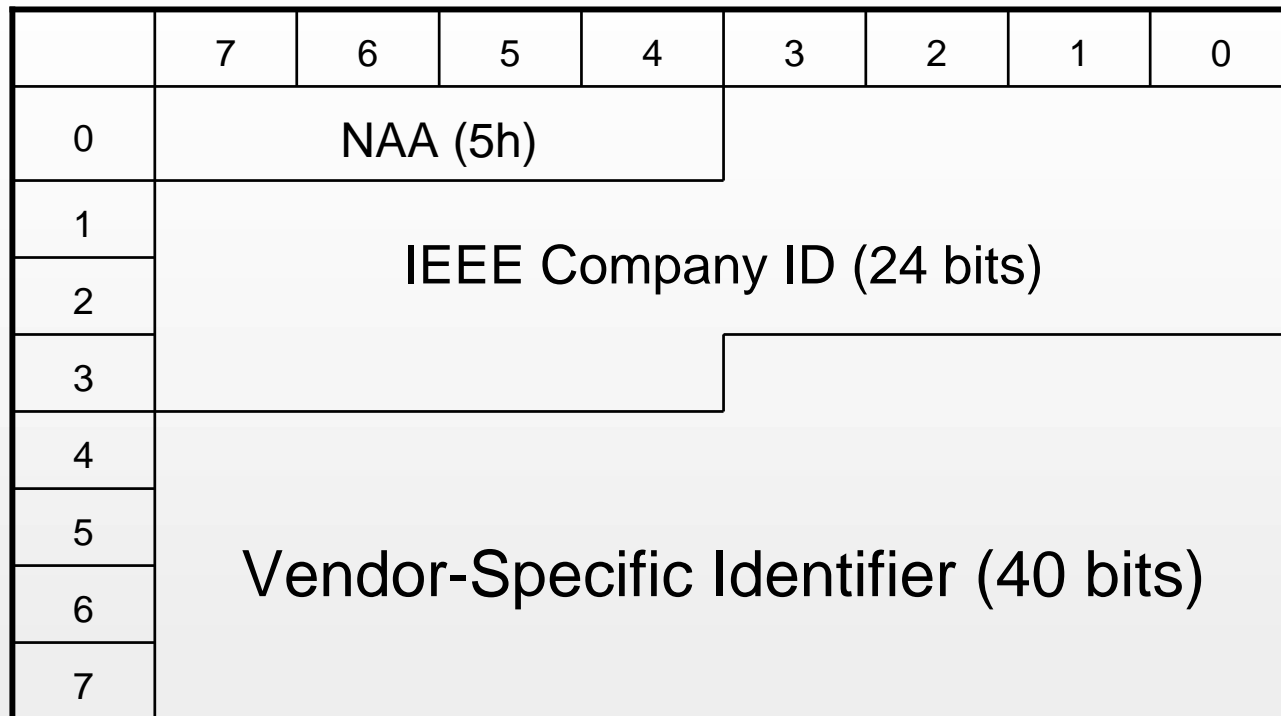 7 6 5 4 3 2 1 0
0 NAA (5h)
1
IEEE Company ID (24 bits)
2
3
4
5
Vendor-Specific Identifier (40 bits)
6
7